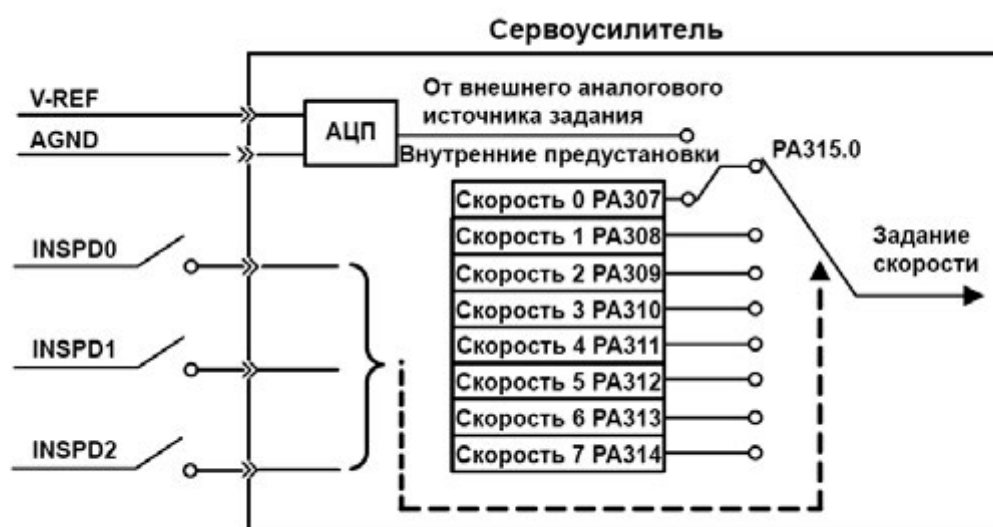 Сервоусилитель
V-REF
AGND
АЦП
От внешнего аналогового
источника задания
Внутренние предустановки
PA315.0
Скорость 0 PA307
Скорость 1 PA308
Скорость 2 PA309
Скорость 3 PA310
Скорость 4 PA311
Скорость 5 PA312
Скорость 6 PA313
Скорость 7 PA314
INSPD0
INSPD1
INSPD2
Задание
скорости